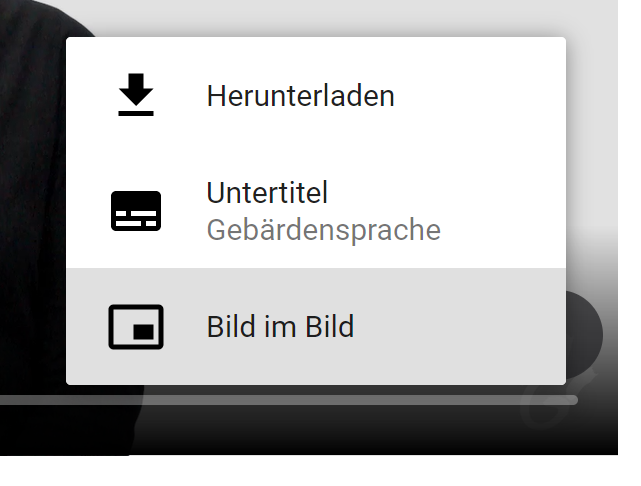 Herunterladen
Untertitel
Gebärdensprache
Bild im Bild